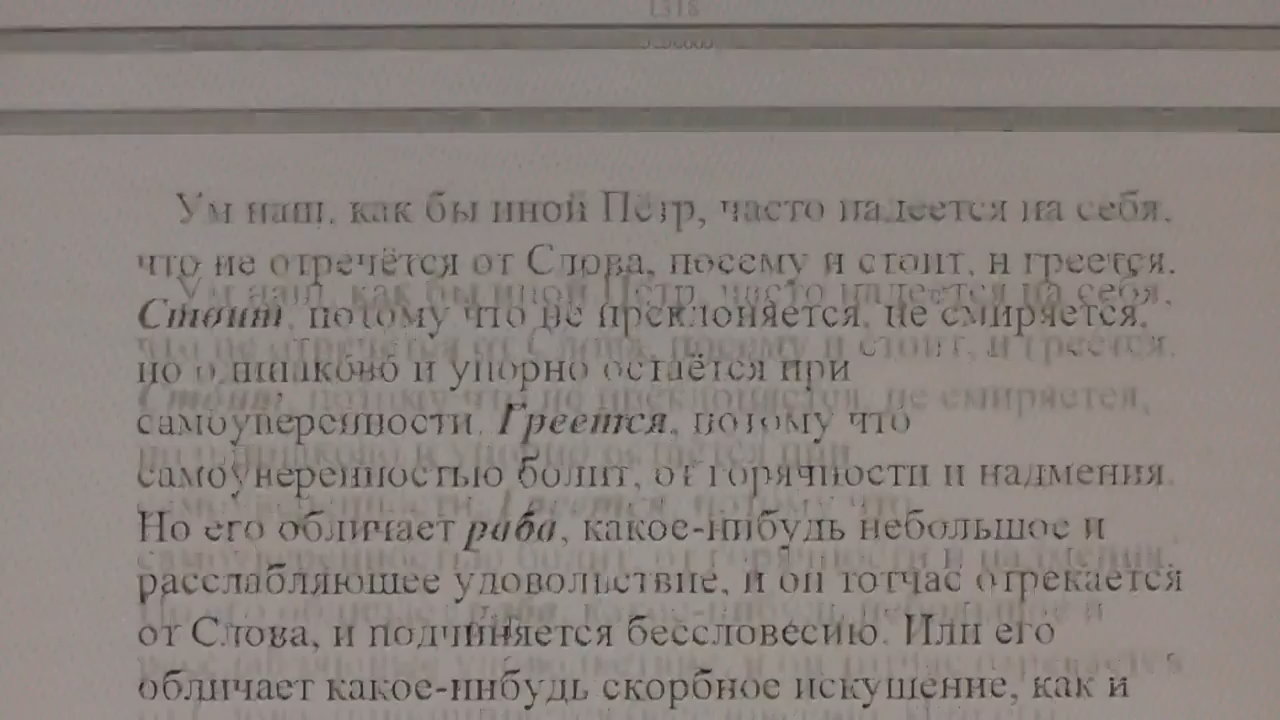 Ум наш, как бы иной Пётр, часто надеется на себя,
что не отречётся от Слова, посему и стоит, и греется.
Стоит, потому что не преклоняется, не смиряется,
но одинаково и упорно остаётся при
самоуверенности. Греется, потому что
самоуверенностью болит, от горячности и надмения.
Но его обличает раба, какое-нибудь небольшое и
расслабляющее удовольствие, и он тотчас отрекается
от Слова, и подчиняется бессловесию. Или его
обличает какое-нибудь скорбное искушение, как и